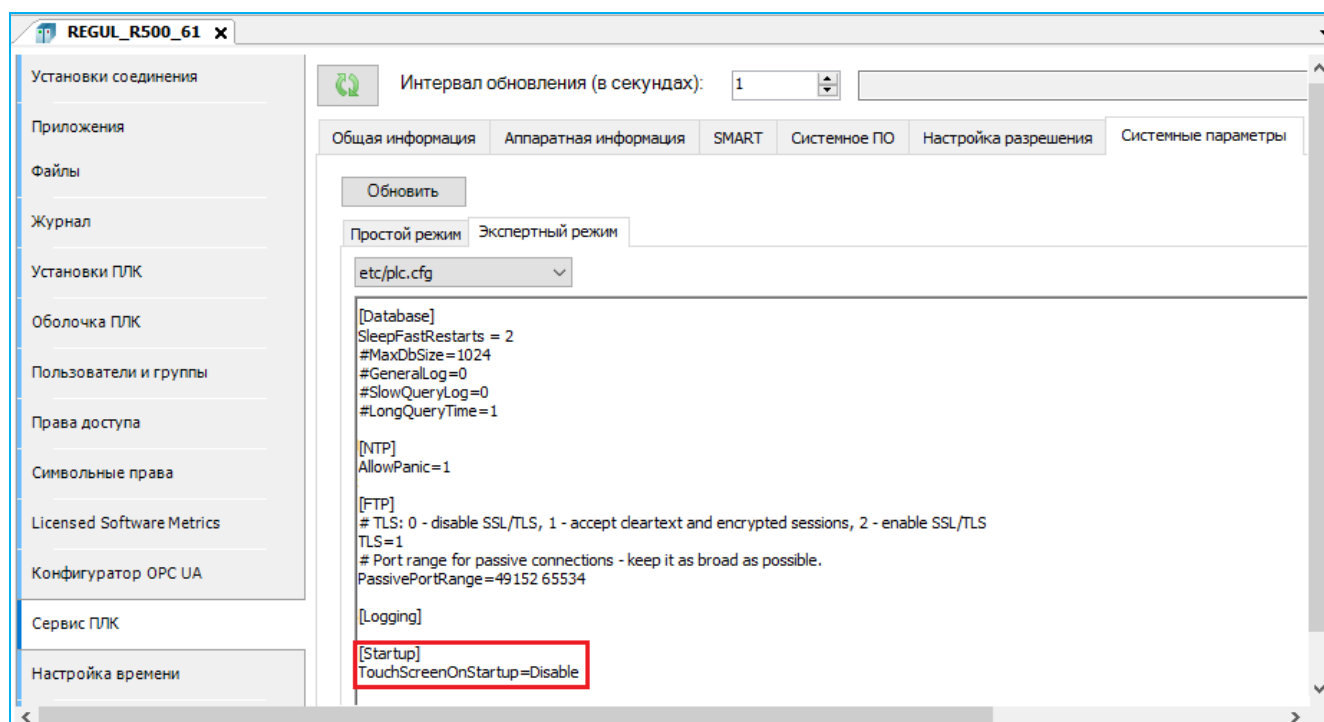 REGUL_R500_61 x
Установки соединения
Приложения
Файлы
Журнал
Установки ПЛК
Оболочка ПЛК
Пользователи и группы
Права доступа
Символьные права
Licensed Software Metrics
Конфигуратор OPC UA
Сервис ПЛК
Настройка времени
Интервал обновления (в секундах): 1
Общая информация Аппаратная информация SMART Системное ПО Настройка разрешения Системные параметры
Обновить
Простой режим Экспертный режим
etc/plc.cfg
[Database]
SleepFastRestarts = 2
#MaxDbSize=1024
#GeneralLog=0
#SlowQueryLog=0
#LongQueryTime=1
[NTP]
AllowPanic=1
[FTP]
# TLS: 0 - disable SSL/TLS, 1 - accept cleartext and encrypted sessions, 2 - enable SSL/TLS
TLS=1
# Port range for passive connections - keep it as broad as possible.
PassivePortRange=49152 65534
[Logging]
[Startup]
TouchScreenOnStartup=Disable